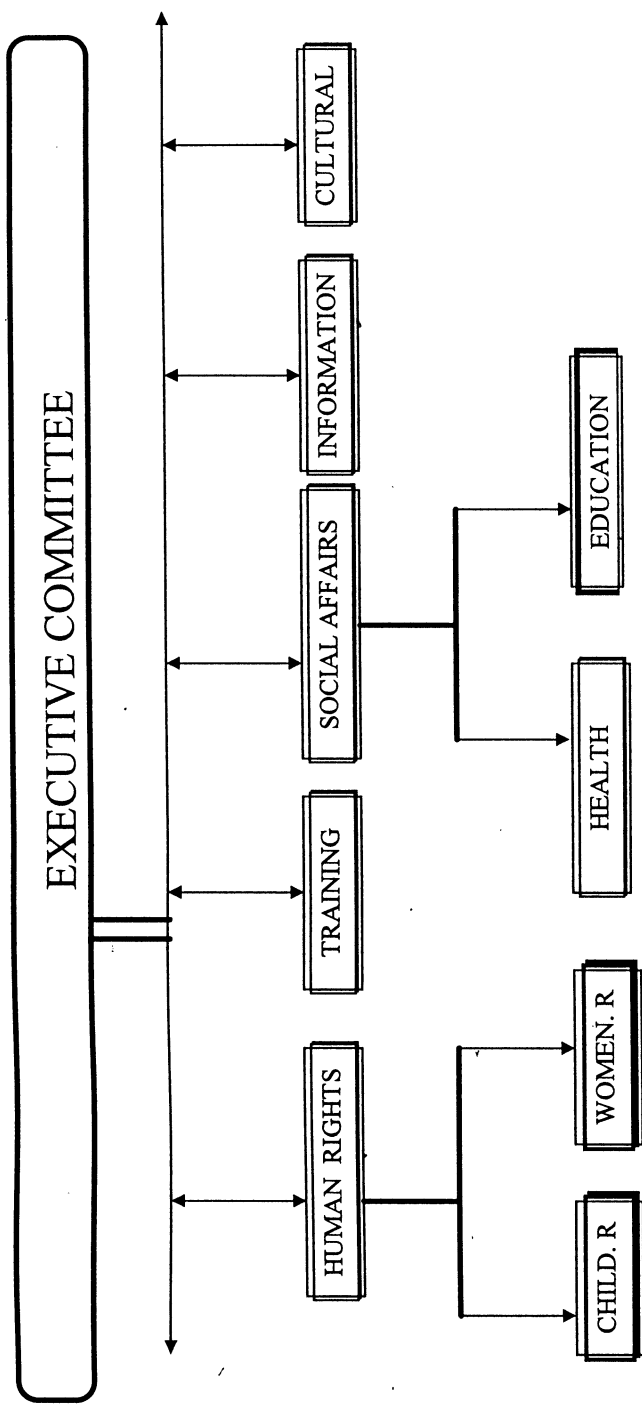 EXECUTIVE COMMITTEE
HUMAN RIGHTS
TRAINING
SOCIAL AFFAIRS
INFORMATION
CULTURAL
CHILD. R
WOMEN. R
HEALTH
EDUCATION